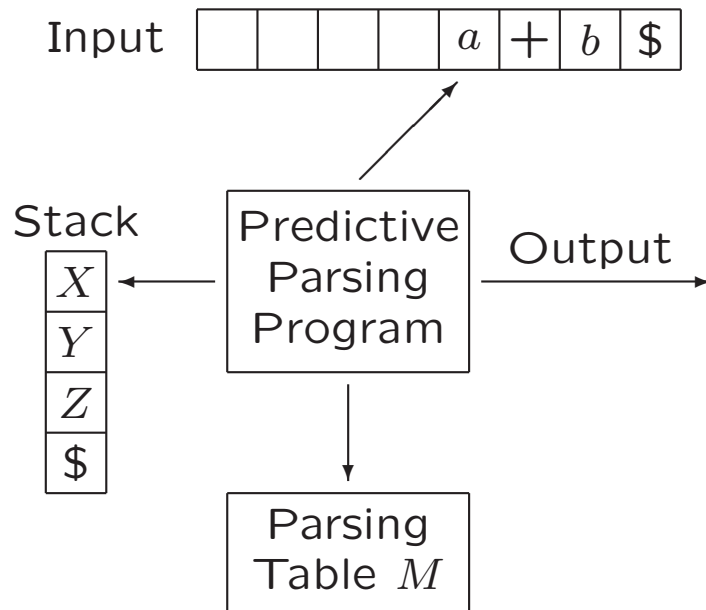 Input a + b $
Stack
X
Y
Z
$
Predictive
Parsing
Program
Output
Parsing
Table M